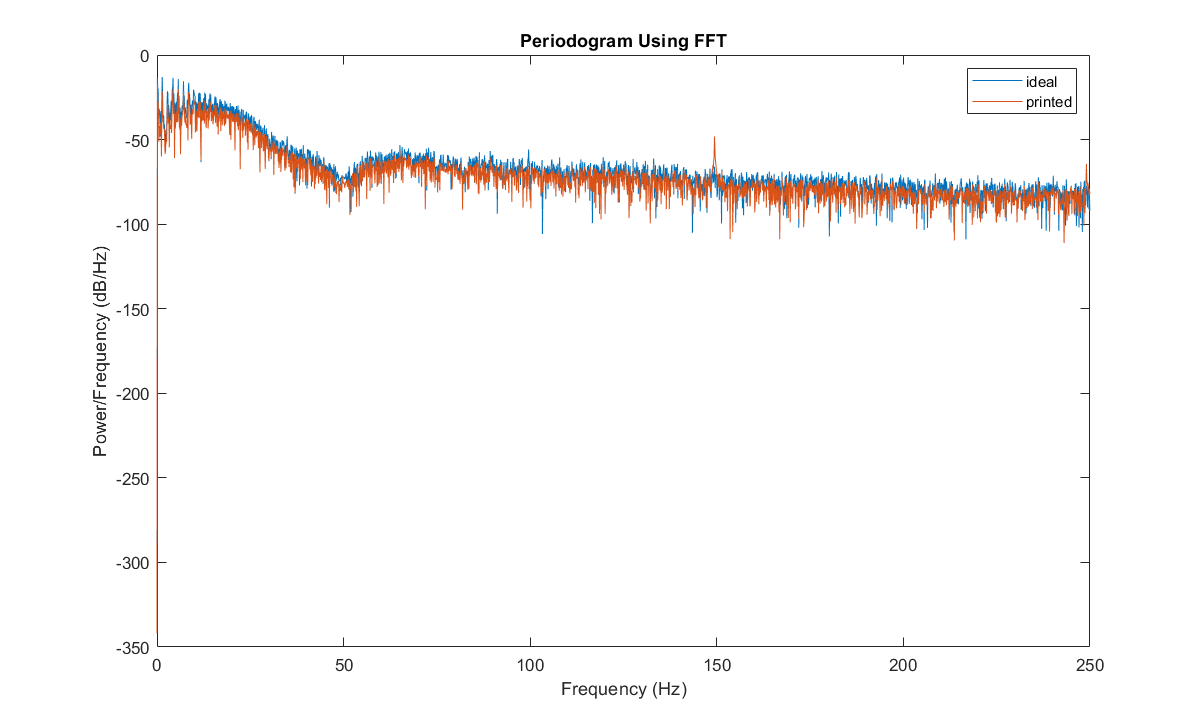 Periodogram Using FFT
ideal
printed
Power/Frequency (dB/Hz)
0
-50
-100
-150
-200
-250
-300
-350
0 50 100 150 200 250
Frequency (Hz)